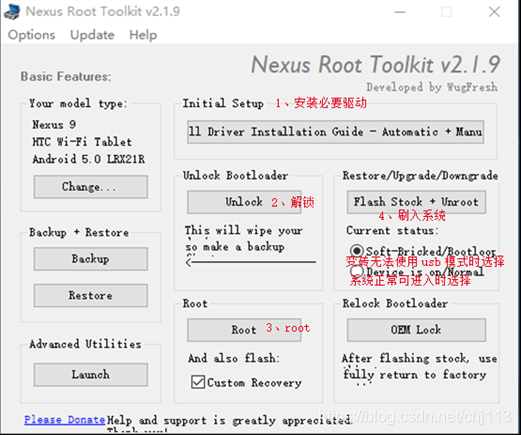 Nexus Root Toolkit v2.1.9
Options Update Help
Nexus Root Toolkit v2.1.9
Developed by WugFresh
Basic Features:
Your model type:
Nexus 9
HTC Wi-Fi Tablet
Android 5.0 LRX21R
Change...
Initial Setup 1、安装必要驱动
ll Driver Installation Guide - Automatic + Manu
Unlock Bootloader
Unlock 2、解锁
This will wipe your
so make a backup
Restore/Upgrade/Downgrade
Flash Stock + Unroot
4、刷入系统
Current status:
Soft-Bricked/Bootloop
变砖无法使用usb模式时选择
Device is on/Normal
系统正常可进入时选择
Backup + Restore
Backup
Restore
Root
Root 3、root
And also flash:
Custom Recovery
Relock Bootloader
OEM Lock
After flashing stock, use
fully return to factory
Advanced Utilities
Launch
Please Donate Help and support is greatly appreciated.
https://blog.csdn.net/chj113